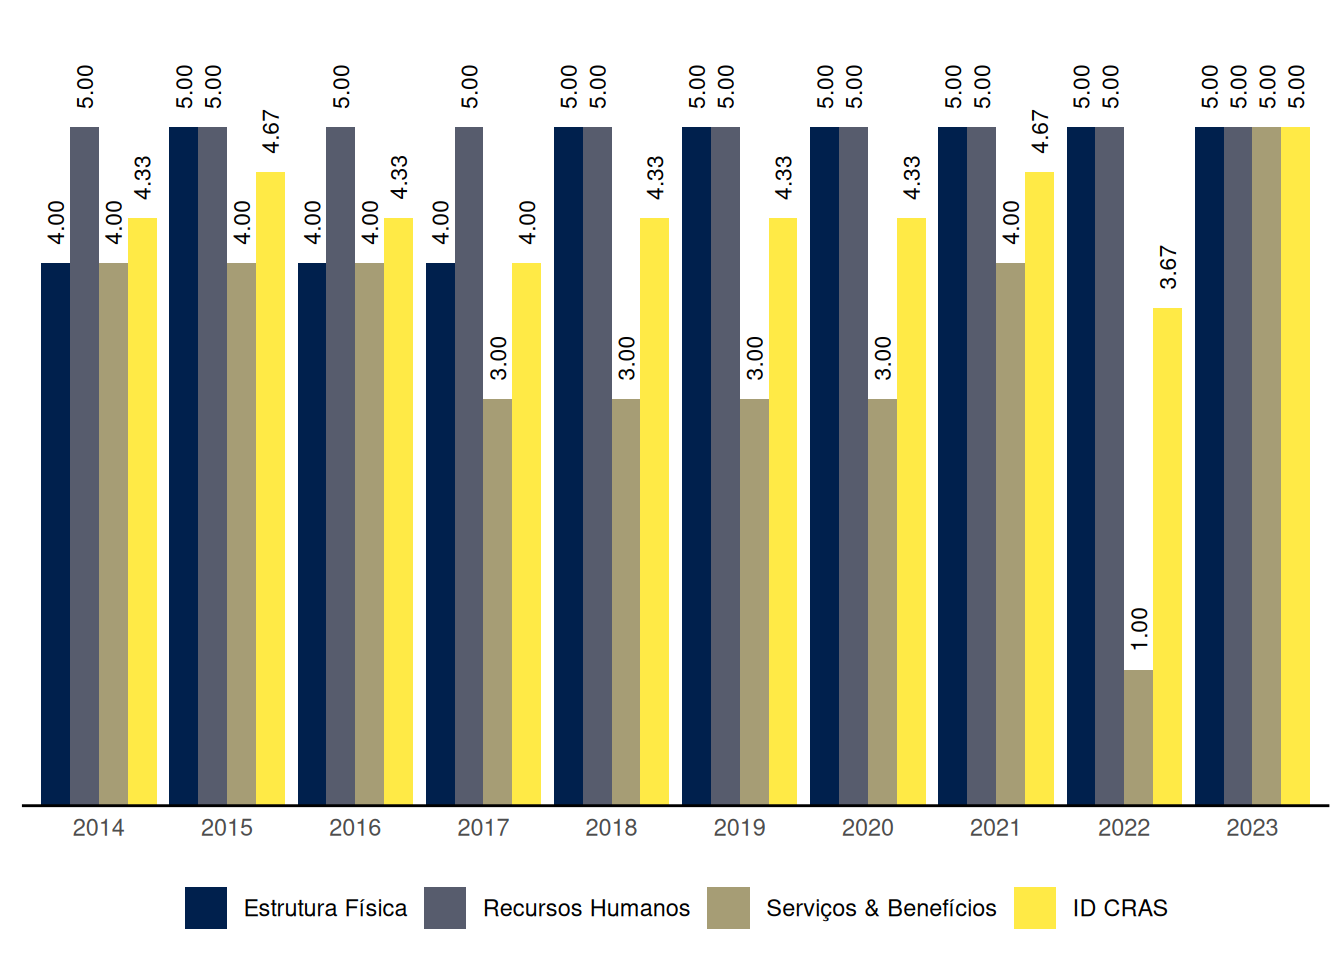 5.00 5.00 5.00 5.00 5.00 5.00 5.00 5.00 5.00 5.00 5.00 5.00 5.00 5.00 5.00 5.00 5.00 5.00 5.00
4.67 4.67
4.33 4.33 4.33 4.33 4.33
4.00 4.00 4.00 4.00 4.00 4.00 4.00 4.00
3.67
3.00 3.00 3.00 3.00
1.00
2014 2015 2016 2017 2018 2019 2020 2021 2022 2023
Estrutura Física Recursos Humanos Serviços & Benefícios ID CRAS